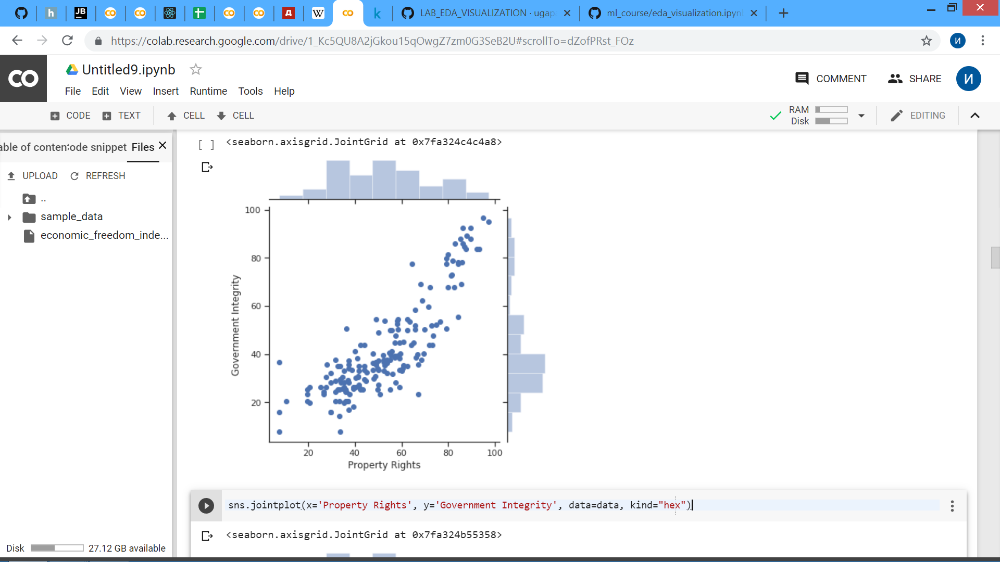 LAB_EDA_VISUALIZATION · ugap
ml_course/eda_visualization.ipyn
https://colab.research.google.com/drive/1_Kc5QU8A2jGkou15qOwgZ7zm0G3SeB2U#scrollTo=dZofPRst_FOz
И
Untitled9.ipynb
COMMENT SHARE И
File Edit View Insert Runtime Tools Help
CODE TEXT CELL CELL
RAM
Disk
EDITING
able of conten ode snippet Files
UPLOAD REFRESH
..
sample_data
economic_freedom_inde...
Disk 27.12 GB available
[ ] <seaborn.axisgrid.JointGrid at 0x7fa324c4c4a8>
100
80
60
40
20
Government Integrity
20 40 60 80 100
Property Rights
sns.jointplot(x='Property Rights', y='Government Integrity', data=data, kind="hex")
<seaborn.axisgrid.JointGrid at 0x7fa324b55358>